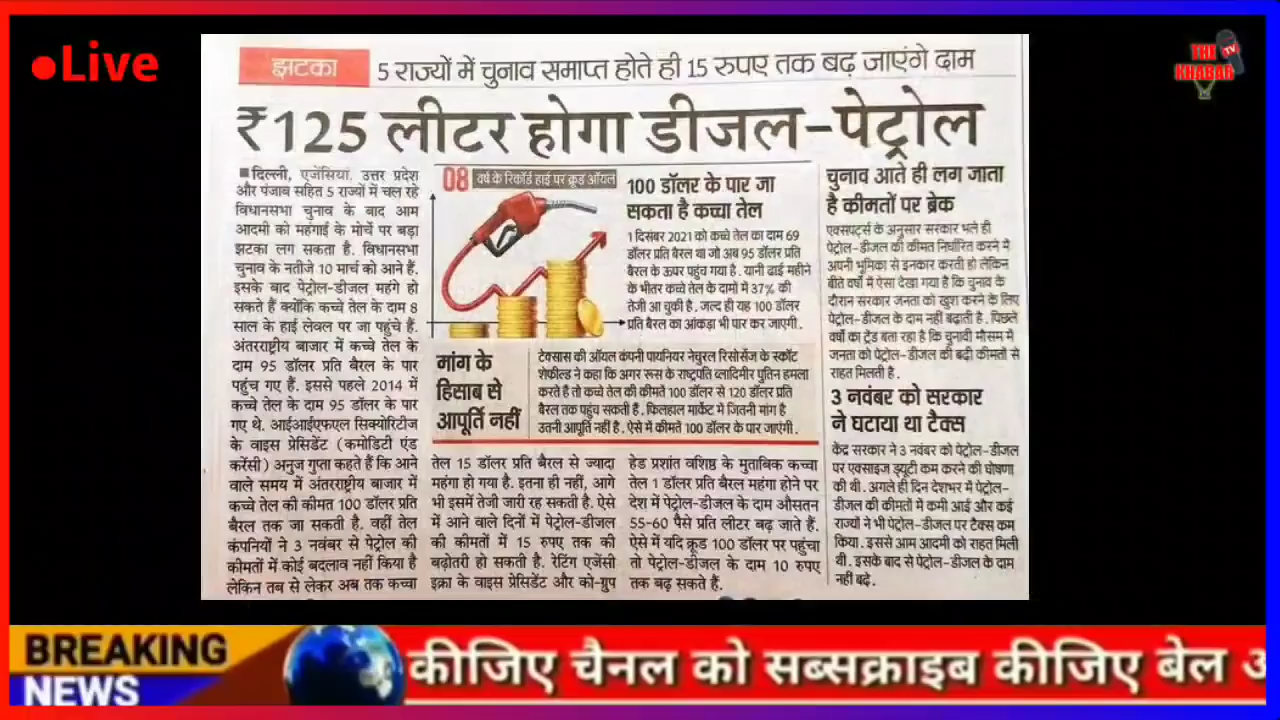 Live
THE
TV
KHABAR
झटका
5 राज्यों में चुनाव समाप्त होते ही 15 रुपए तक बढ़ जाएंगे दाम
₹125 लीटर होगा डीजल-पेट्रोल
■दिल्ली, एजेंसिया. उत्तर प्रदेश
और पंजाब सहित 5 राज्यों में चल रहे
विधानसभा चुनाव के बाद आम
आदमी को महंगाई के मोर्चे पर बड़ा
झटका लग सकता है. विधानसभा
चुनाव के नतीजे 10 मार्च को आने हैं.
इसके बाद पेट्रोल-डीजल महंगे हो
सकते हैं क्योंकि कच्चे तेल के दाम 8
साल के हाई लेवल पर जा पहुंचे हैं.
अंतरराष्ट्रीय बाजार में कच्चे तेल के
दाम 95 डॉलर प्रति बैरल के पार
पहुंच गए हैं. इससे पहले 2014 में
कच्चे तेल के दाम 95 डॉलर के पार
गए थे. आईआईएफएल सिक्योरिटीज
के वाइस प्रेसिडेंट (कमोडिटी एंड
करेंसी) अनुज गुप्ता कहते हैं कि आने
वाले समय में अंतरराष्ट्रीय बाजार में
कच्चे तेल की कीमत 100 डॉलर प्रति
बैरल तक जा सकती है. वहीं तेल
कंपनियों ने 3 नवंबर से पेट्रोल की
कीमतों में कोई बदलाव नहीं किया है
लेकिन तब से लेकर अब तक कच्चा
08 वर्ष के रिकॉर्ड हाई पर क्रूड ऑयल
100 डॉलर के पार जा
सकता है कच्चा तेल
1 दिसंबर 2021 को कच्चे तेल का दाम 69
डॉलर प्रति बैरल था जो अब 95 डॉलर प्रति
बैरल के ऊपर पहुंच गया है. यानी ढाई महीने
के भीतर कच्चे तेल के दामों में 37% की
तेजी आ चुकी है. जल्द ही यह 100 डॉलर
प्रति बैरल का आंकड़ा भी पार कर जाएगी.
मांग के
हिसाब से
आपूर्ति नहीं
टेक्सास की ऑयल कंपनी पायनियर नेचुरल रिसोर्सेज के स्कॉट
शेफील्ड ने कहा कि अगर रूस के राष्ट्रपति ब्लादिमीर पुतिन हमला
करते हैं तो कच्चे तेल की कीमतें 100 डॉलर से 120 डॉलर प्रति
बैरल तक पहुंच सकती हैं. फिलहाल मार्केट में जितनी मांग है
उतनी आपूर्ति नहीं है. ऐसे में कीमतें 100 डॉलर के पार जाएंगी.
तेल 15 डॉलर प्रति बैरल से ज्यादा
महंगा हो गया है. इतना ही नहीं, आगे
भी इसमें तेजी जारी रह सकती है. ऐसे
में आने वाले दिनों में पेट्रोल-डीजल
की कीमतों में 15 रुपए तक की
बढ़ोतरी हो सकती है. रेटिंग एजेंसी
इक्रा के वाइस प्रेसिडेंट और को-ग्रुप
हेड प्रशांत वशिष्ठ के मुताबिक कच्चा
तेल 1 डॉलर प्रति बैरल महंगा होने पर
देश में पेट्रोल-डीजल के दाम औसतन
55-60 पैसे प्रति लीटर बढ़ जाते हैं.
ऐसे में यदि क्रूड 100 डॉलर पर पहुंचा
तो पेट्रोल-डीजल के दाम 10 रुपए
तक बढ़ सकते हैं.
चुनाव आते ही लग जाता
है कीमतों पर ब्रेक
एक्सपर्ट्स के अनुसार सरकार भले ही
पेट्रोल-डीजल की कीमत निर्धारित करने में
अपनी भूमिका से इनकार करती हो लेकिन
बीते वर्षों में ऐसा देखा गया है कि चुनाव के
दौरान सरकार जनता को खुश करने के लिए
पेट्रोल-डीजल के दाम नहीं बढ़ाती है. पिछले
वर्षों का ट्रेंड बता रहा है कि चुनावी मौसम में
जनता को पेट्रोल-डीजल की बढ़ी कीमतों से
राहत मिलती है.
3 नवंबर को सरकार
ने घटाया था टैक्स
केंद्र सरकार ने 3 नवंबर को पेट्रोल-डीजल
पर एक्साइज ड्यूटी कम करने की घोषणा
की थी. अगले ही दिन देशभर में पेट्रोल-
डीजल की कीमतों में कमी आई और कई
राज्यों ने भी पेट्रोल-डीजल पर टैक्स कम
किया. इससे आम आदमी को राहत मिली
थी. इसके बाद से पेट्रोल-डीजल के दाम
नहीं बढ़े.
BREAKING
NEWS
कीजिए चैनल को सब्सक्राइब कीजिए बेल